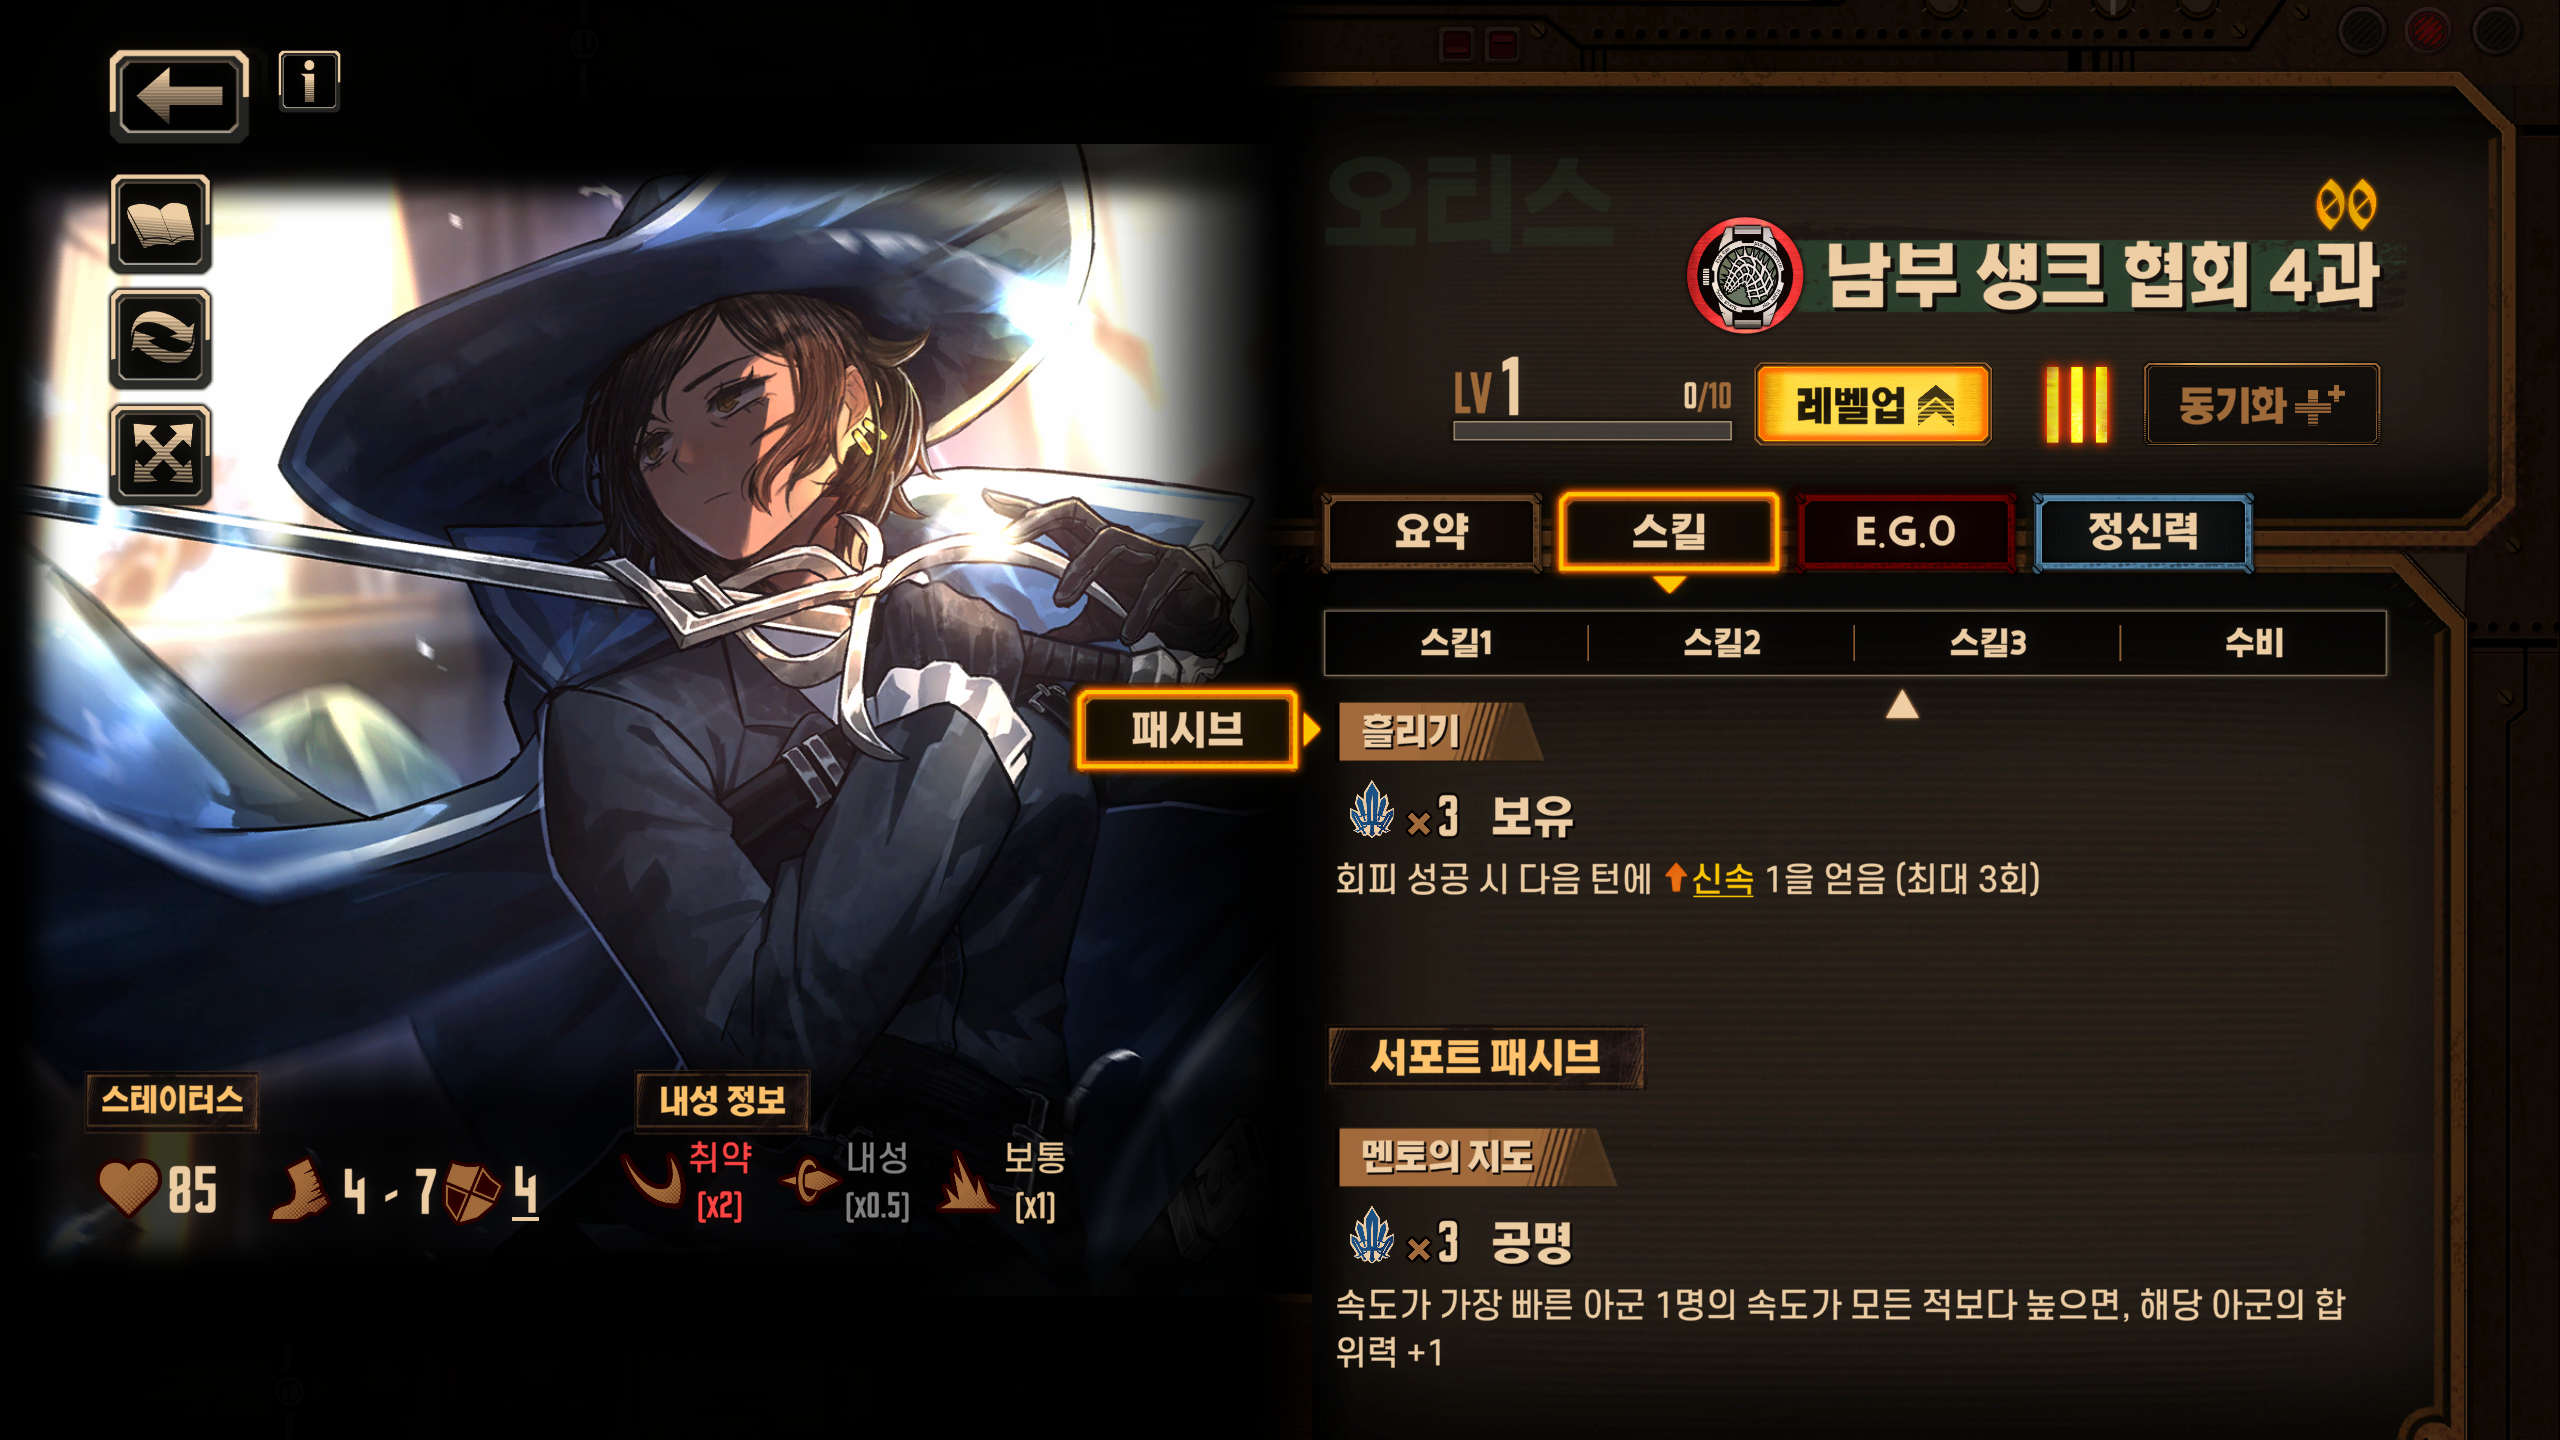 오티스
남부 섕크 협회 4과
LV 1
0/10
레벨업
동기화
요약
스킬
E.G.O
정신력
스킬1
스킬2
스킬3
수비
패시브
흘리기
×3 보유
회피 성공 시 다음 턴에 신속 1을 얻음 (최대 3회)
서포트 패시브
멘토의 지도
×3 공명
속도가 가장 빠른 아군 1명의 속도가 모든 적보다 높으면, 해당 아군의 합
위력 +1
스테이터스
85
4 - 7
4
내성 정보
취약
[x2]
내성
[x0.5]
보통
[x1]